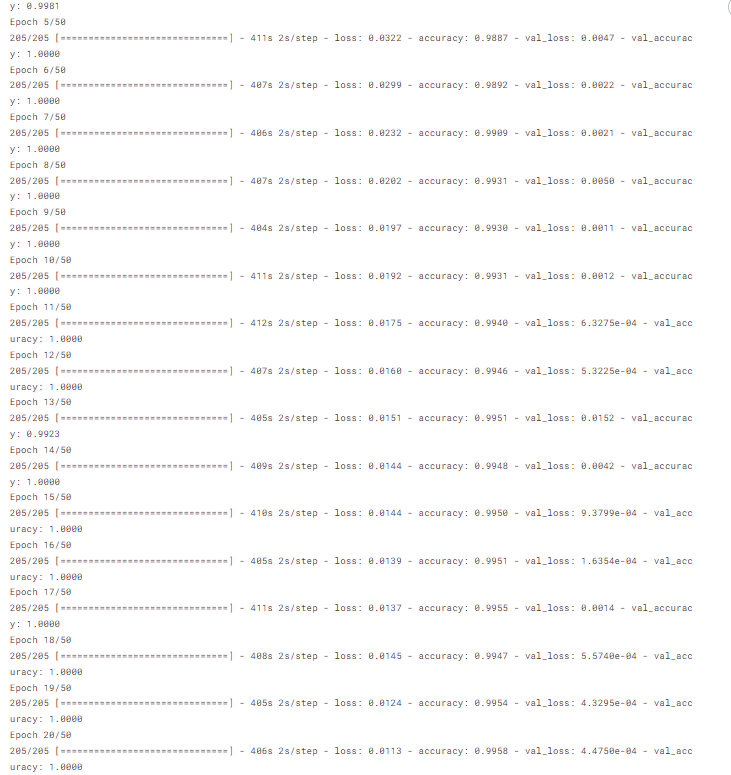 y: 0.9981
Epoch 5/50
205/205 [==============================] - 411s 2s/step - loss: 0.0322 - accuracy: 0.9887 - val_loss: 0.0047 - val_accurac
y: 1.0000
Epoch 6/50
205/205 [==============================] - 407s 2s/step - loss: 0.0299 - accuracy: 0.9892 - val_loss: 0.0022 - val_accurac
y: 1.0000
Epoch 7/50
205/205 [==============================] - 406s 2s/step - loss: 0.0232 - accuracy: 0.9909 - val_loss: 0.0021 - val_accurac
y: 1.0000
Epoch 8/50
205/205 [==============================] - 407s 2s/step - loss: 0.0202 - accuracy: 0.9931 - val_loss: 0.0050 - val_accurac
y: 1.0000
Epoch 9/50
205/205 [==============================] - 404s 2s/step - loss: 0.0197 - accuracy: 0.9930 - val_loss: 0.0011 - val_accurac
y: 1.0000
Epoch 10/50
205/205 [==============================] - 411s 2s/step - loss: 0.0192 - accuracy: 0.9931 - val_loss: 0.0012 - val_accurac
y: 1.0000
Epoch 11/50
205/205 [==============================] - 412s 2s/step - loss: 0.0175 - accuracy: 0.9940 - val_loss: 6.3275e-04 - val_acc
uracy: 1.0000
Epoch 12/50
205/205 [==============================] - 407s 2s/step - loss: 0.0160 - accuracy: 0.9946 - val_loss: 5.3225e-04 - val_acc
uracy: 1.0000
Epoch 13/50
205/205 [==============================] - 405s 2s/step - loss: 0.0151 - accuracy: 0.9951 - val_loss: 0.0152 - val_accurac
y: 0.9923
Epoch 14/50
205/205 [==============================] - 409s 2s/step - loss: 0.0144 - accuracy: 0.9948 - val_loss: 0.0042 - val_accurac
y: 1.0000
Epoch 15/50
205/205 [==============================] - 410s 2s/step - loss: 0.0144 - accuracy: 0.9950 - val_loss: 9.3799e-04 - val_acc
uracy: 1.0000
Epoch 16/50
205/205 [==============================] - 405s 2s/step - loss: 0.0139 - accuracy: 0.9951 - val_loss: 1.6354e-04 - val_acc
uracy: 1.0000
Epoch 17/50
205/205 [==============================] - 411s 2s/step - loss: 0.0137 - accuracy: 0.9955 - val_loss: 0.0014 - val_accurac
y: 1.0000
Epoch 18/50
205/205 [==============================] - 408s 2s/step - loss: 0.0145 - accuracy: 0.9947 - val_loss: 5.5740e-04 - val_acc
uracy: 1.0000
Epoch 19/50
205/205 [==============================] - 405s 2s/step - loss: 0.0124 - accuracy: 0.9954 - val_loss: 4.3295e-04 - val_acc
uracy: 1.0000
Epoch 20/50
205/205 [==============================] - 406s 2s/step - loss: 0.0113 - accuracy: 0.9958 - val_loss: 4.4750e-04 - val_acc
uracy: 1.0000